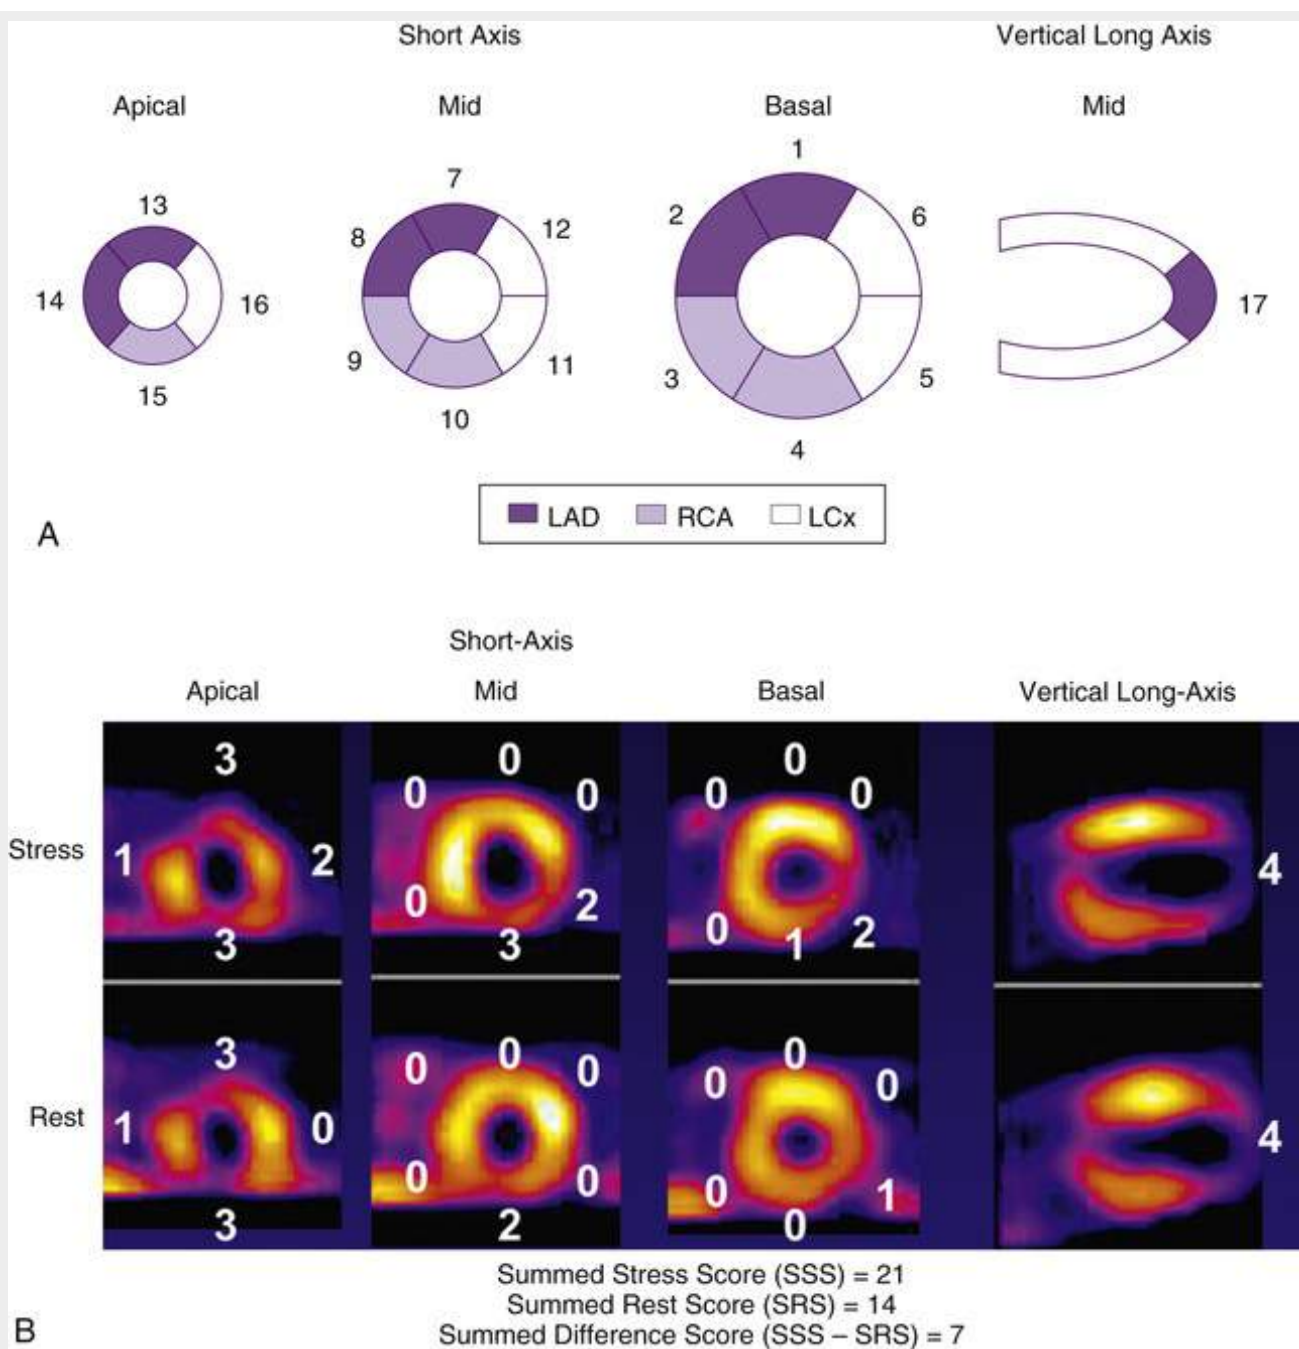 Short Axis Vertical Long Axis
Apical Mid Basal Mid
1
7
2 6
13
8 12
14 16 17
9 11
3 5
15
10
4
LAD RCA LCx
A
Short-Axis
Apical Mid Basal Vertical Long-Axis
3 0 0
0 0 0 0
Stress 1 2 4
0 2 0 2
3 3 1
3 0 0
0 0 0 0
Rest 1 0 4
0 0 0 1
3 2 0
Summed Stress Score (SSS) = 21
Summed Rest Score (SRS) = 14
B Summed Difference Score (SSS – SRS) = 7